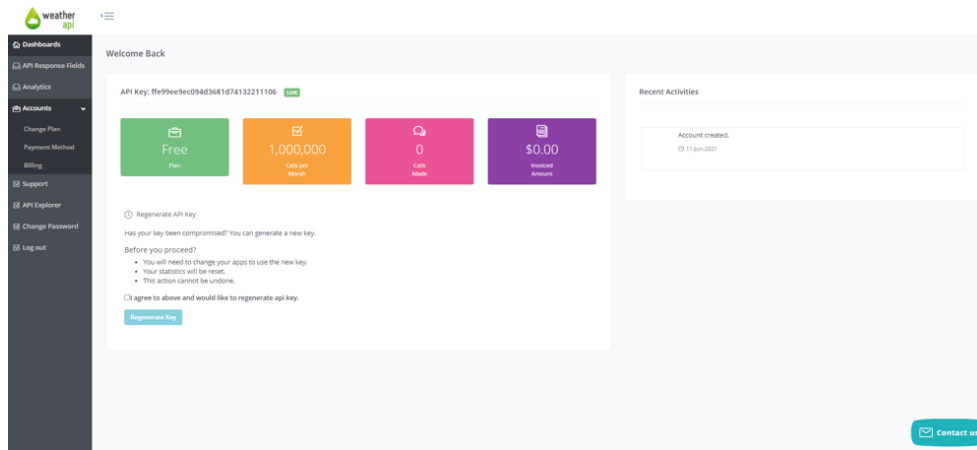 weather
api
Dashboards
API Response Fields
Analytics
Accounts
Change Plan
Payment Method
Billing
Support
API Explorer
Change Password
Log out
Welcome Back
API Key: ffe99ee9ec094d3681d74132211106 LIVE
Free
Plan
1,000,000
Calls per
Month
0
Calls
Made
$0.00
Invoiced
Amount
Regenerate API Key
Has your key been compromised? You can generate a new key.
Before you proceed?
You will need to change your apps to use the new key.
Your statistics will be reset.
This action cannot be undone.
I agree to above and would like to regenerate api key.
Regenerate Key
Recent Activities
Account created.
11-Jun-2021
Contact us